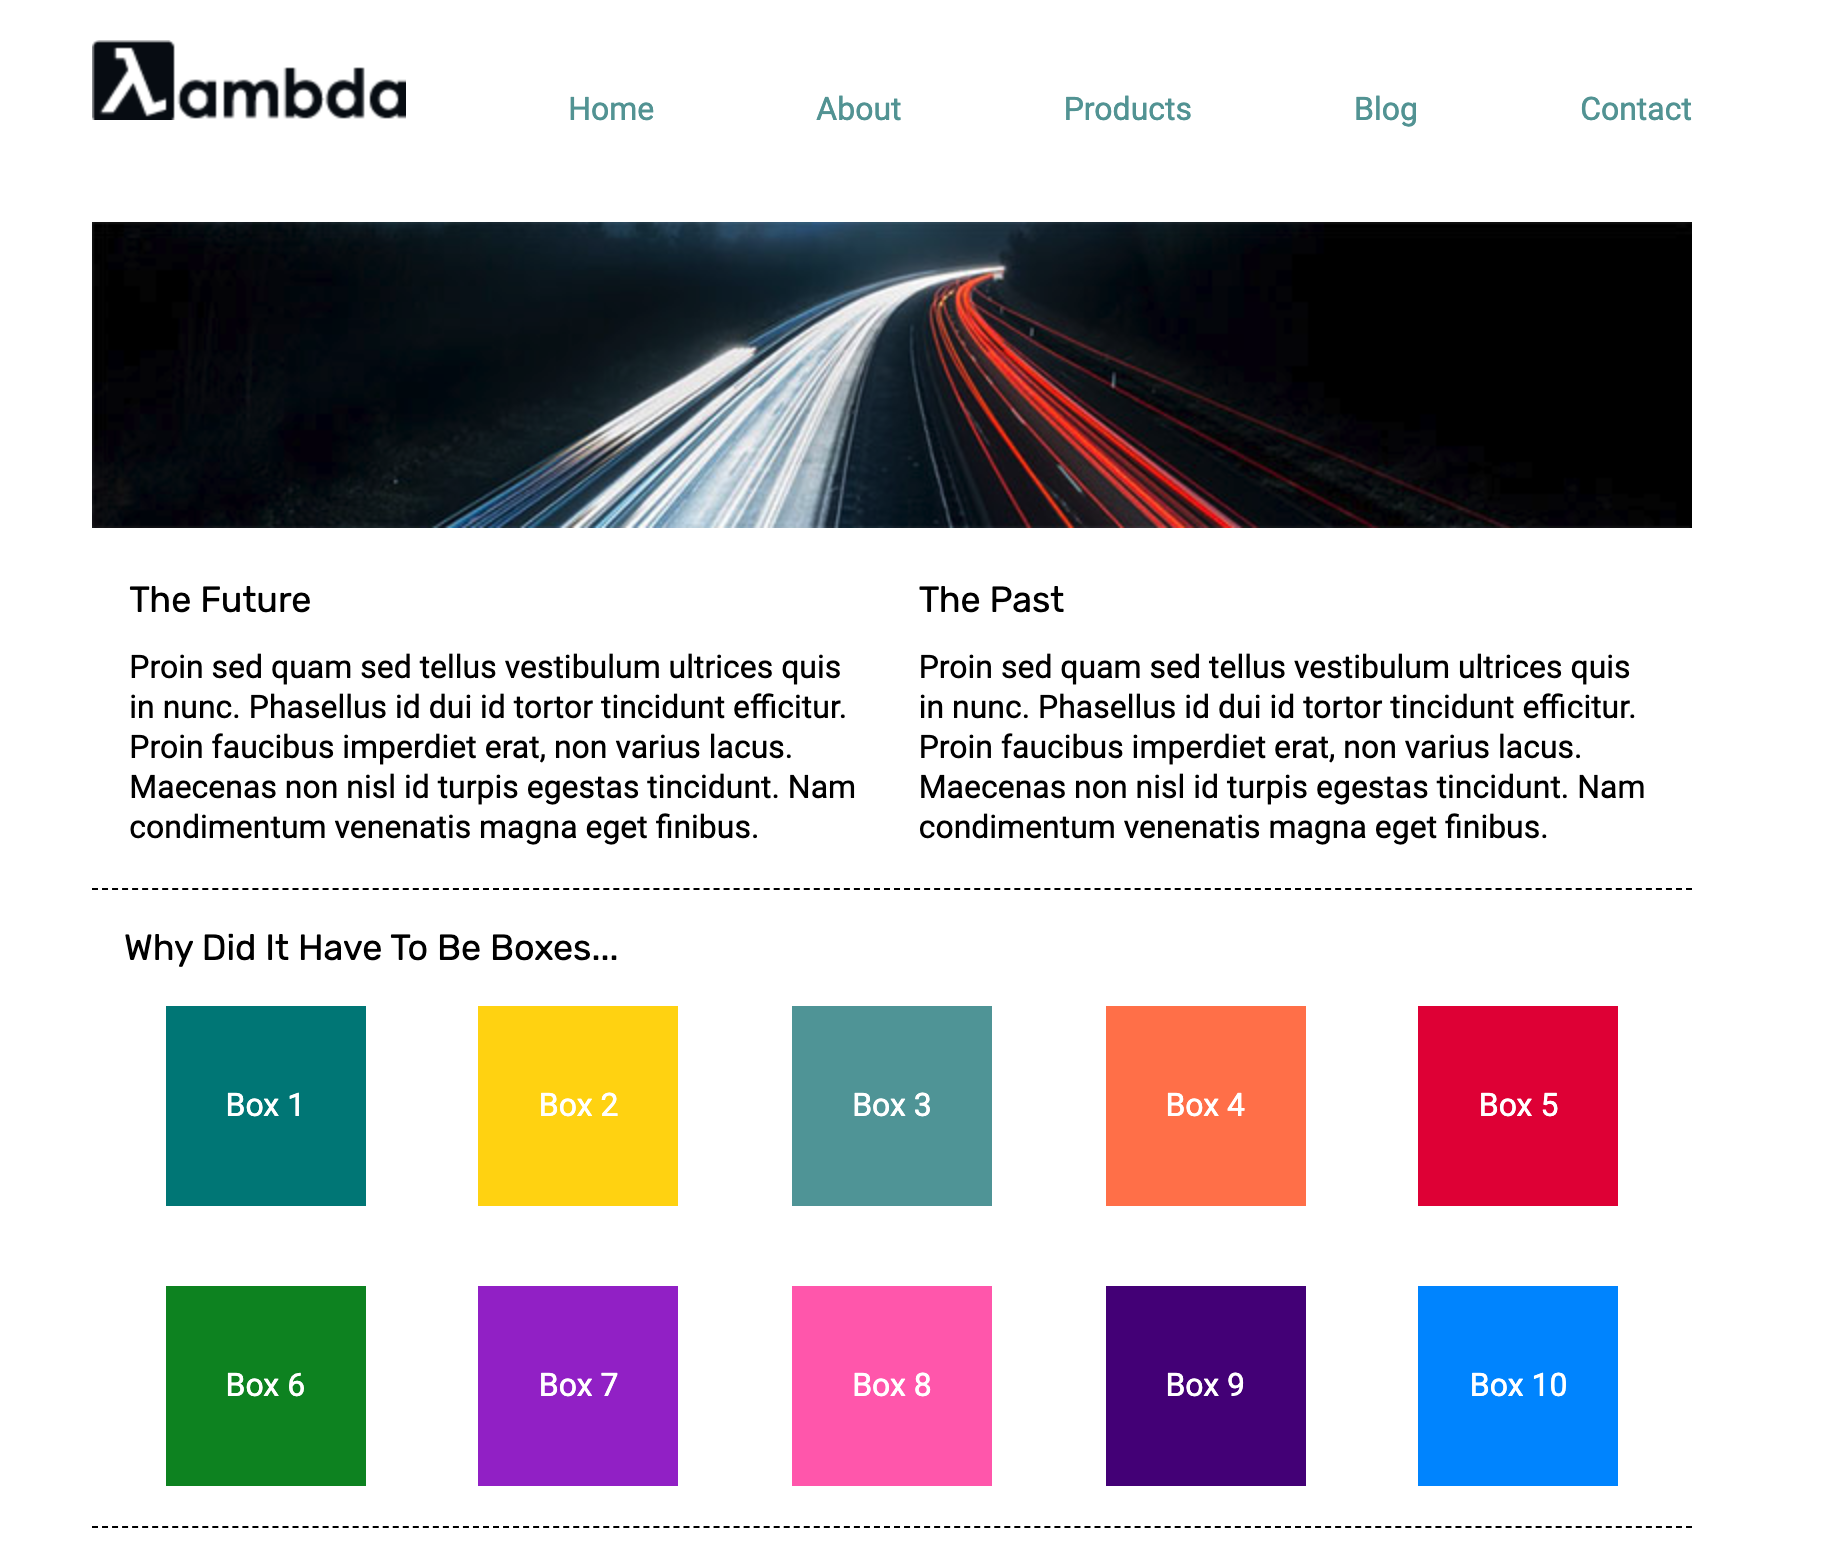 λambda
Home About Products Blog Contact
The Future
Proin sed quam sed tellus vestibulum ultrices quis
in nunc. Phasellus id dui id tortor tincidunt efficitur.
Proin faucibus imperdiet erat, non varius lacus.
Maecenas non nisl id turpis egestas tincidunt. Nam
condimentum venenatis magna eget finibus.
The Past
Proin sed quam sed tellus vestibulum ultrices quis
in nunc. Phasellus id dui id tortor tincidunt efficitur.
Proin faucibus imperdiet erat, non varius lacus.
Maecenas non nisl id turpis egestas tincidunt. Nam
condimentum venenatis magna eget finibus.
Why Did It Have To Be Boxes...
Box 1 Box 2 Box 3 Box 4 Box 5
Box 6 Box 7 Box 8 Box 9 Box 10